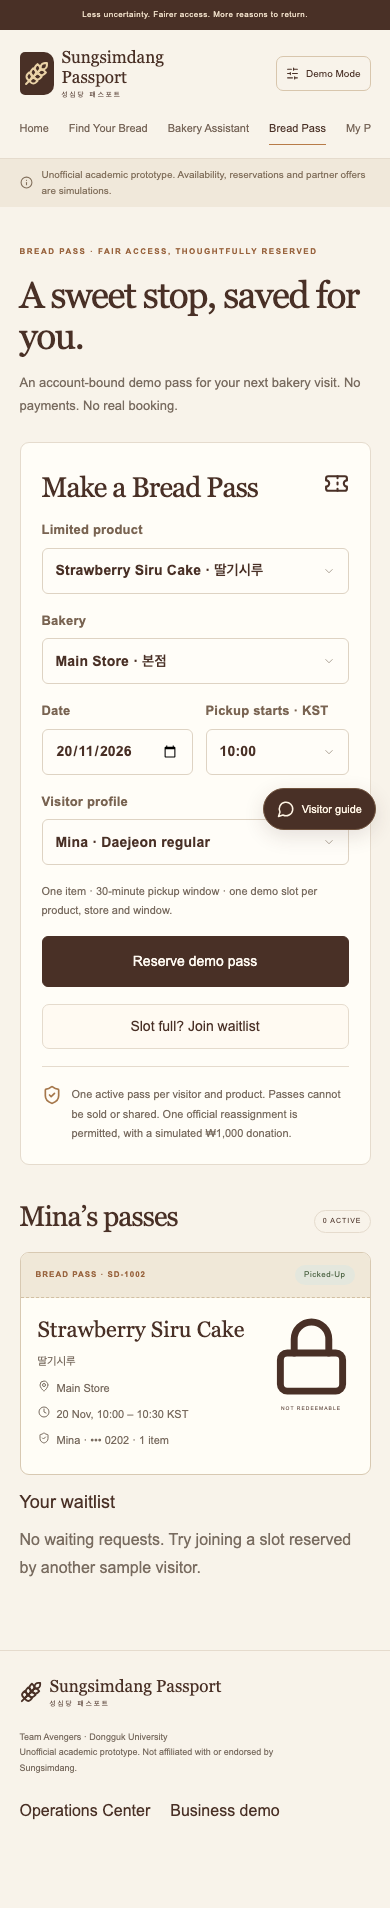 Less uncertainty. Fairer access. More reasons to return.
Sungsimdang
Passport
성심당 패스포트
Demo Mode
Home Find Your Bread Bakery Assistant Bread Pass My P
Unofficial academic prototype. Availability, reservations and partner offers
are simulations.
BREAD PASS · FAIR ACCESS, THOUGHTFULLY RESERVED
A sweet stop, saved for
you.
An account-bound demo pass for your next bakery visit. No
payments. No real booking.
Make a Bread Pass
Limited product
Strawberry Siru Cake · 딸기시루
Bakery
Main Store · 본점
Date Pickup starts · KST
20/11/2026 10:00
Visitor profile
Visitor guide
Mina · Daejeon regular
One item · 30-minute pickup window · one demo slot per
product, store and window.
Reserve demo pass
Slot full? Join waitlist
One active pass per visitor and product. Passes cannot
be sold or shared. One official reassignment is
permitted, with a simulated ₩1,000 donation.
Mina’s passes
0 ACTIVE
BREAD PASS · SD-1002
Picked-Up
Strawberry Siru Cake
딸기시루
Main Store
20 Nov, 10:00 – 10:30 KST
Mina · ••• 0202 · 1 item
NOT REDEEMABLE
Your waitlist
No waiting requests. Try joining a slot reserved
by another sample visitor.
Sungsimdang Passport
성심당 패스포트
Team Avengers · Dongguk University
Unofficial academic prototype. Not affiliated with or endorsed by
Sungsimdang.
Operations Center Business demo